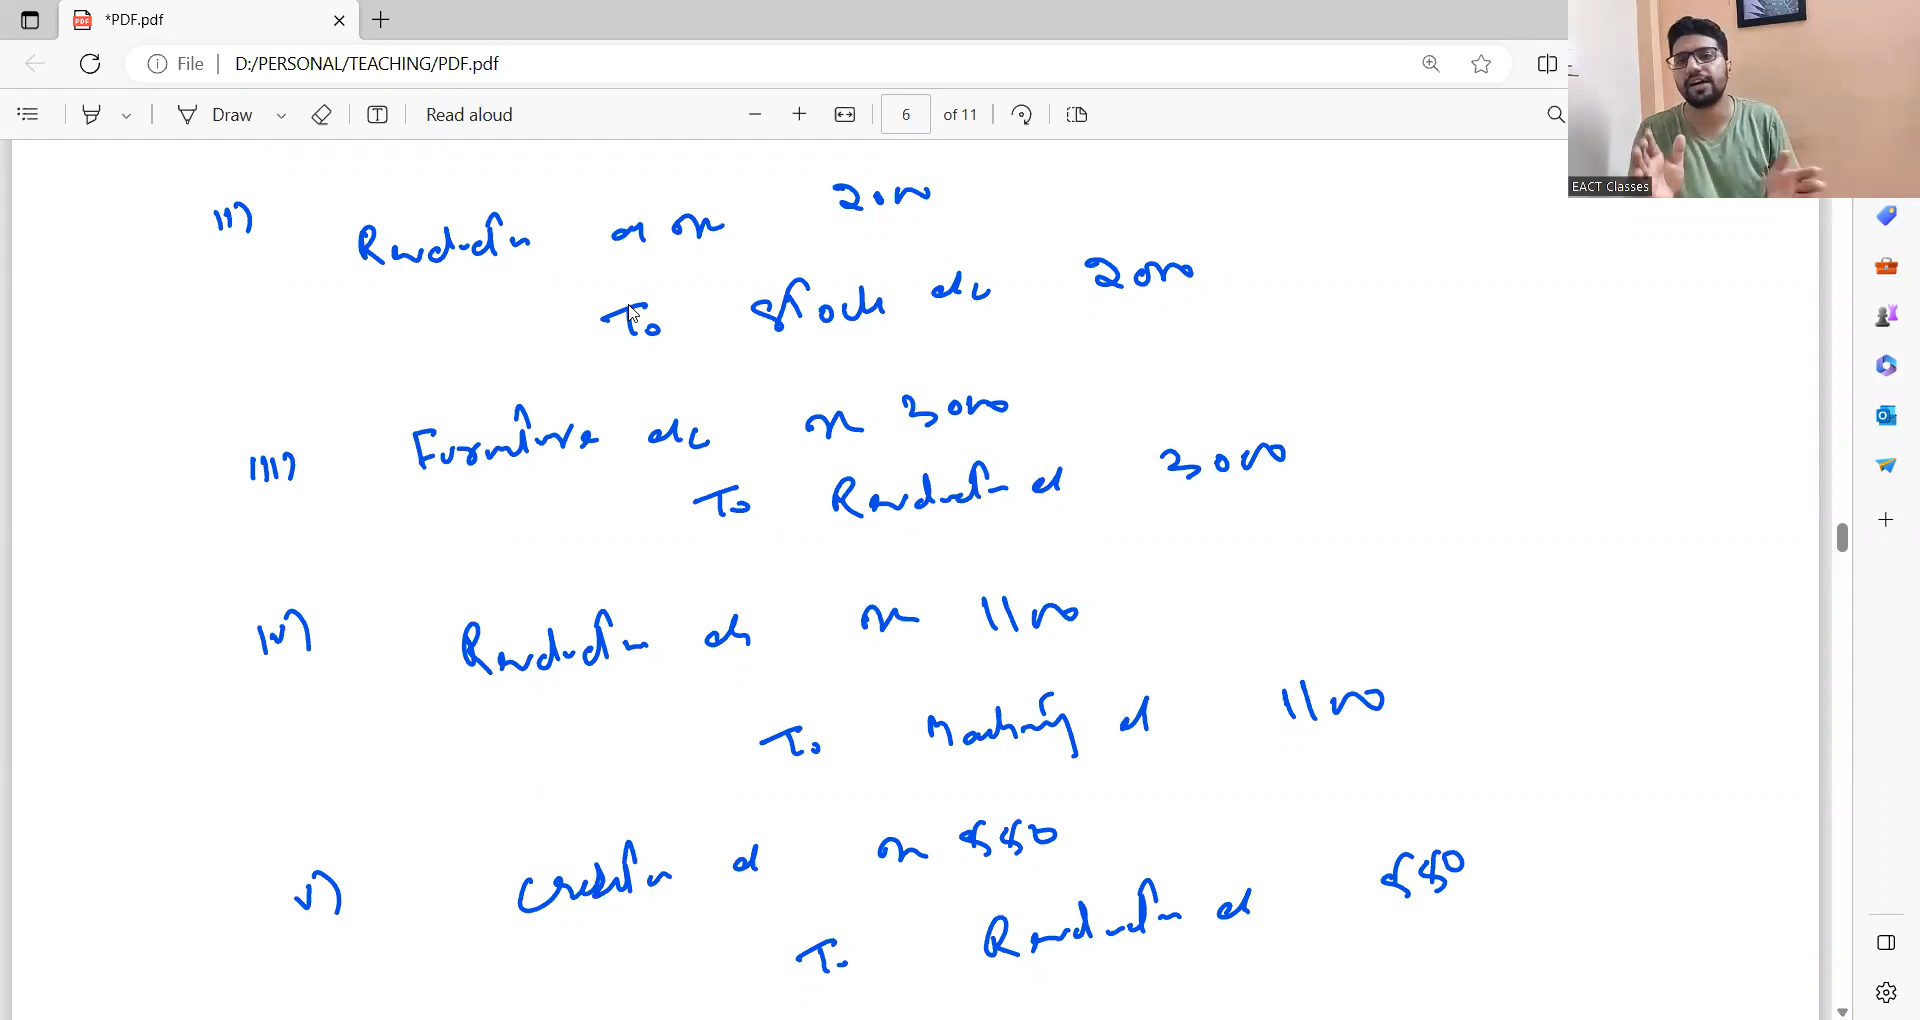 *PDF.pdf
File D:/PERSONAL/TEACHING/PDF.pdf
Draw Read aloud 6 of 11
EACT Classes
II) Revaluation a/c Dr 2000
To Stock a/c 2000
III) Furniture a/c Dr 3000
To Revaluation a/c 3000
IV) Revaluation a/c Dr 1100
To Machinery a/c 1100
V) Creditors a/c Dr 880
To Revaluation a/c 880